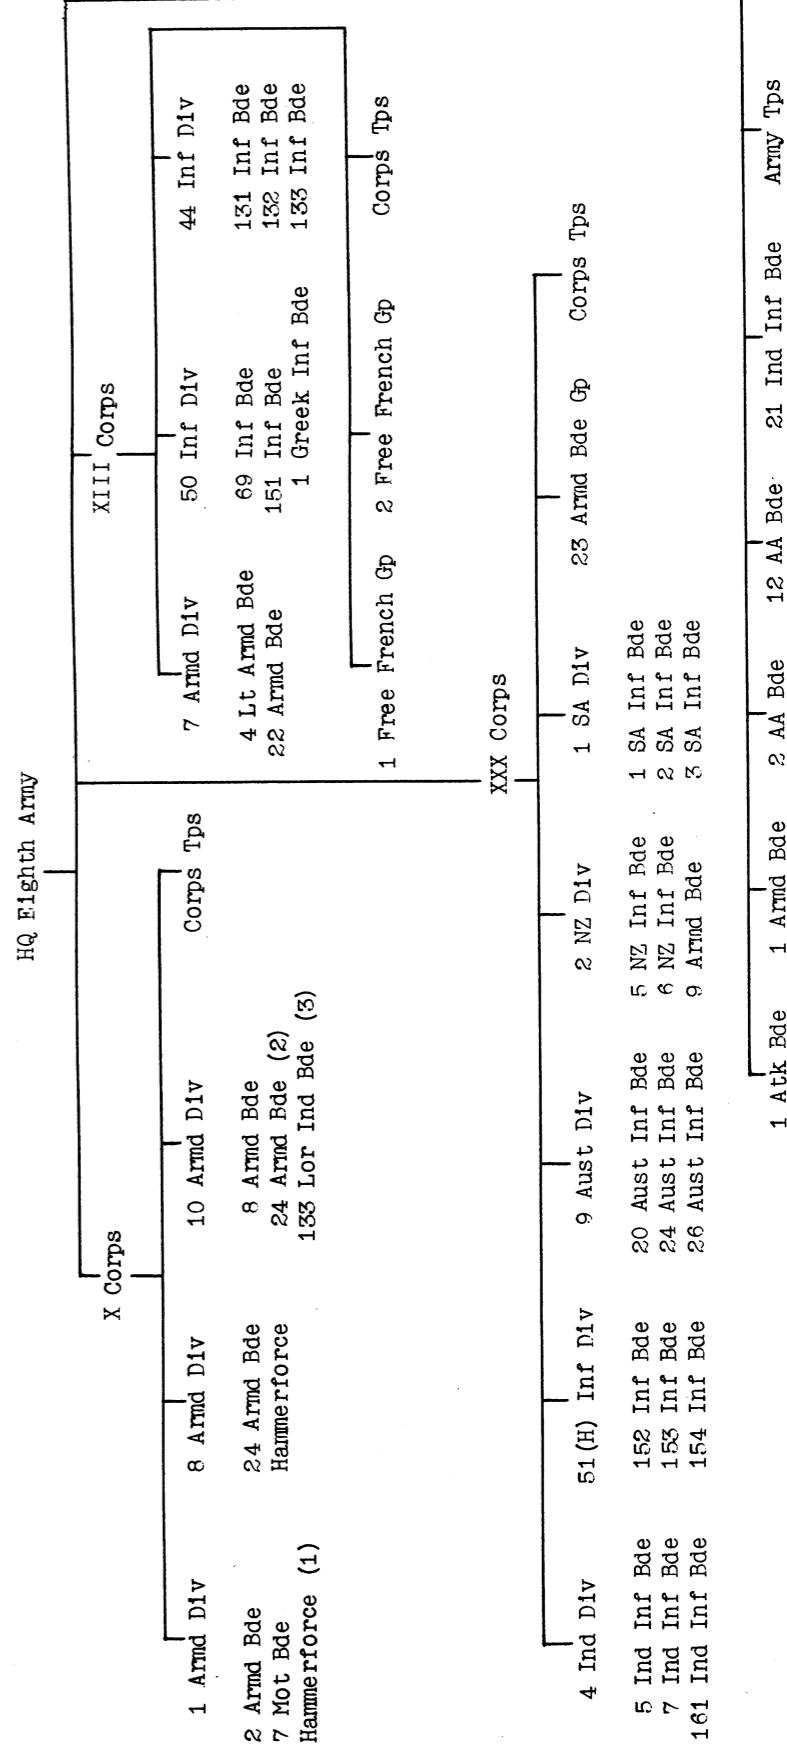 HQ Eighth Army
X Corps
XIII Corps
1 Armd Div
2 Armd Bde
7 Mot Bde
Hammerforce (1)
8 Armd Div
24 Armd Bde
Hammerforce
10 Armd Div
8 Armd Bde
24 Armd Bde (2)
133 Lor Ind Bde (3)
Corps Tps
7 Armd Div
4 Lt Armd Bde
22 Armd Bde
50 Inf Div
69 Inf Bde
151 Inf Bde
1 Greek Inf Bde
44 Inf Div
131 Inf Bde
132 Inf Bde
133 Inf Bde
1 Free French Gp
2 Free French Gp
Corps Tps
XXX Corps
4 Ind Div
5 Ind Inf Bde
7 Ind Inf Bde
161 Ind Inf Bde
51(H) Inf Div
152 Inf Bde
153 Inf Bde
154 Inf Bde
9 Aust Div
20 Aust Inf Bde
24 Aust Inf Bde
26 Aust Inf Bde
2 NZ Div
5 NZ Inf Bde
6 NZ Inf Bde
9 Armd Bde
1 SA Div
1 SA Inf Bde
2 SA Inf Bde
3 SA Inf Bde
23 Armd Bde Gp
Corps Tps
1 Atk Bde
1 Armd Bde
2 AA Bde
12 AA Bde
21 Ind Inf Bde
Army Tps